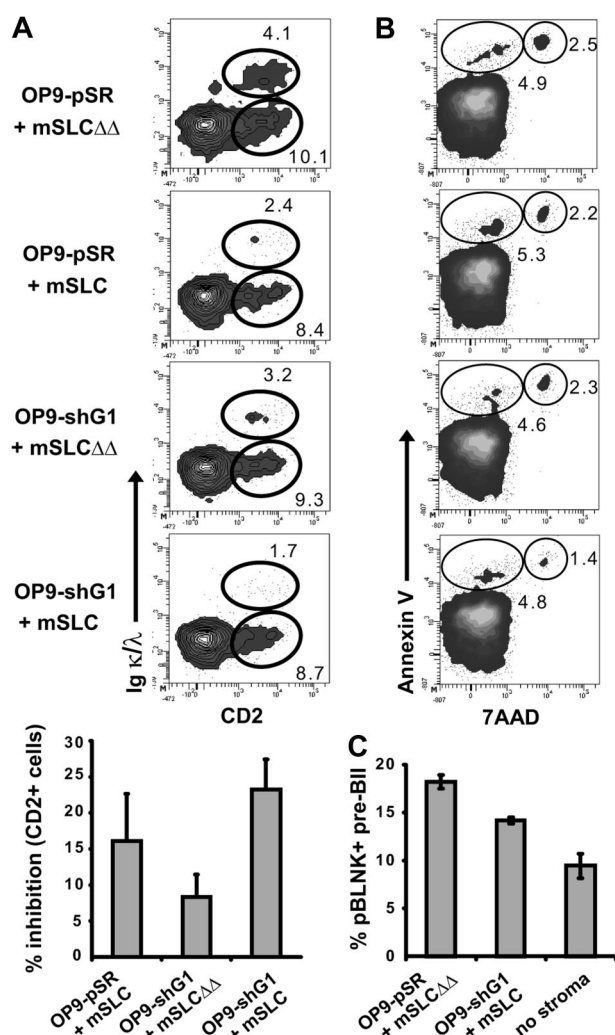 A
B
OP9-pSR
+ mSLCΔΔ
4.1
10.1
2.5
4.9
OP9-pSR
+ mSLC
2.4
8.4
2.2
5.3
OP9-shG1
+ mSLCΔΔ
3.2
9.3
2.3
4.6
OP9-shG1
+ mSLC
1.7
8.7
1.4
4.8
Ig κ/λ
CD2
Annexin V
7AAD
% inhibition (CD2+ cells)
30
25
20
15
10
5
0
OP9-pSR
+ mSLC
OP9-shG1
+ mSLCΔΔ
OP9-shG1
+ mSLC
C
% pBLNK+ pre-BII
20
15
10
5
0
OP9-pSR
+ mSLCΔΔ
OP9-shG1
+ mSLC
no stroma